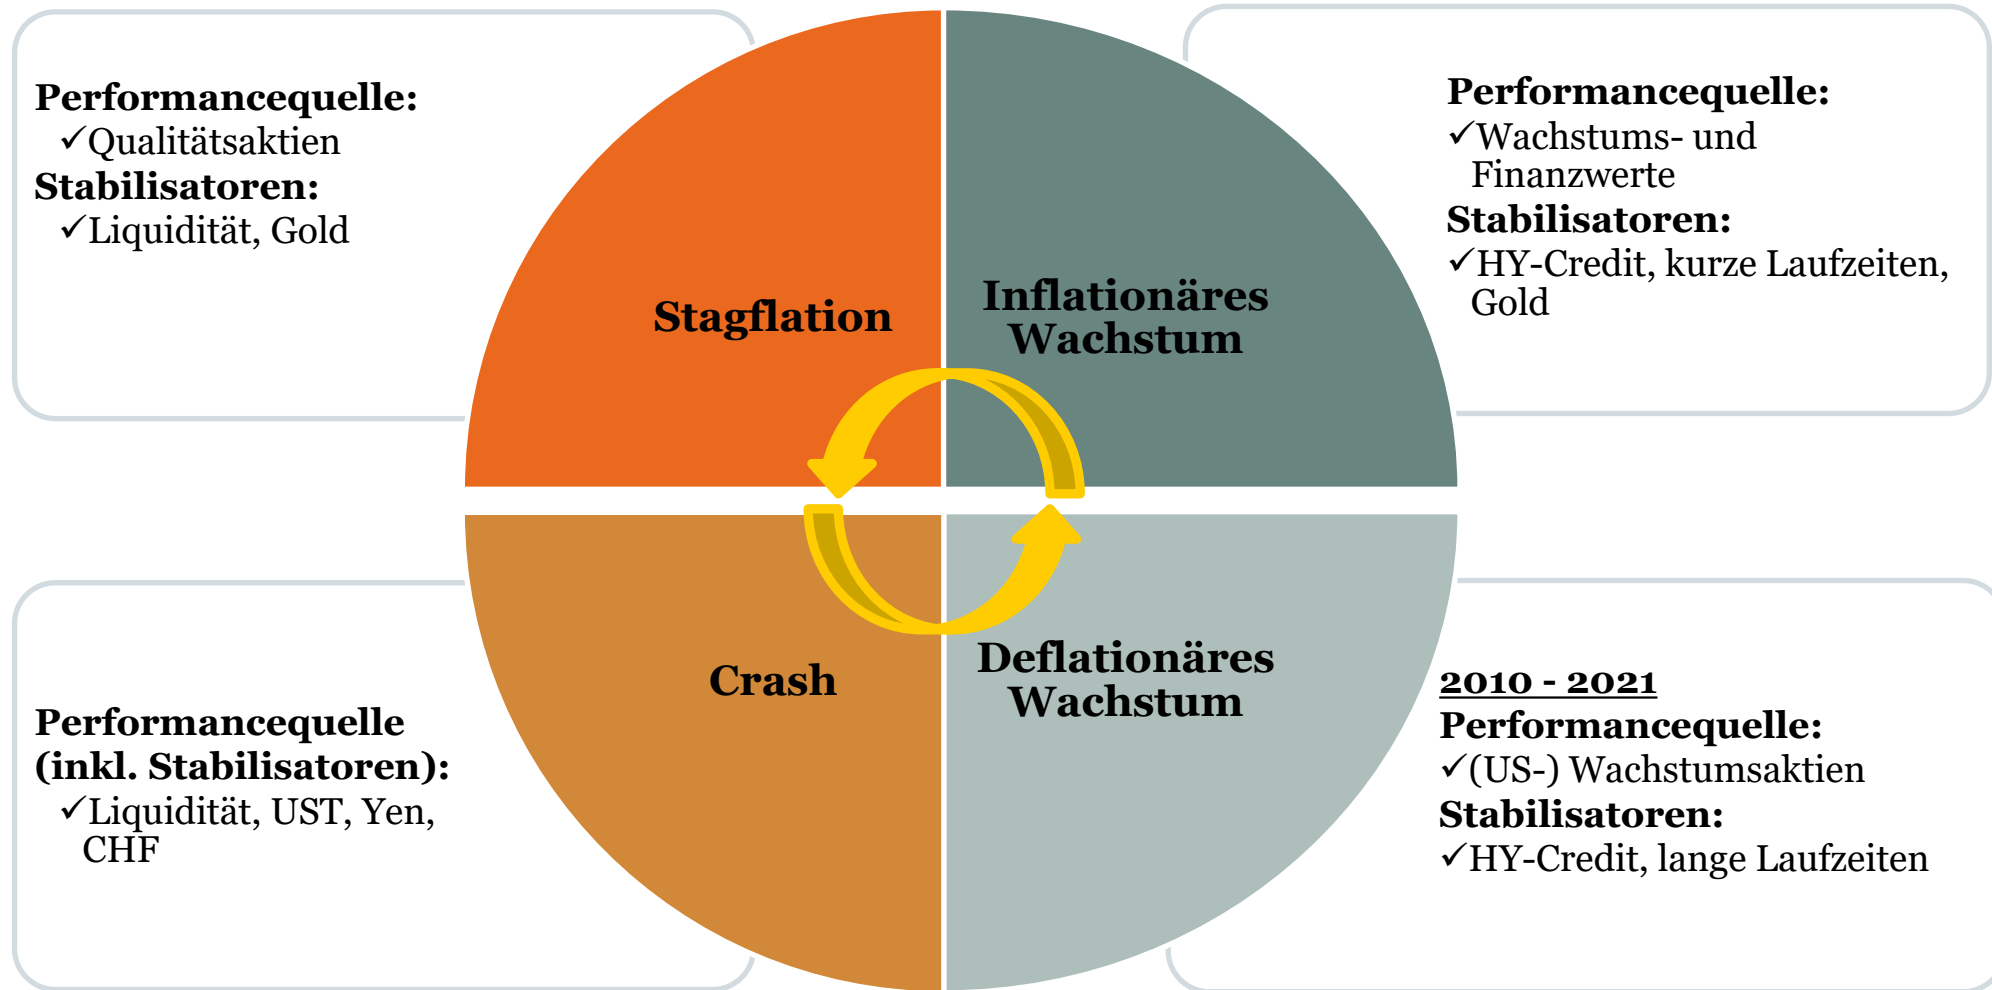 Performancequelle:
✓Qualitätsaktien
Stabilisatoren:
✓Liquidität, Gold
Stagflation
Inflationäres
Wachstum
Performancequelle:
✓Wachstums- und
Finanzwerte
Stabilisatoren:
✓HY-Credit, kurze Laufzeiten,
Gold
Performancequelle
(inkl. Stabilisatoren):
✓Liquidität, UST, Yen,
CHF
Crash
Deflationäres
Wachstum
2010 - 2021
Performancequelle:
✓(US-) Wachstumsaktien
Stabilisatoren:
✓HY-Credit, lange Laufzeiten